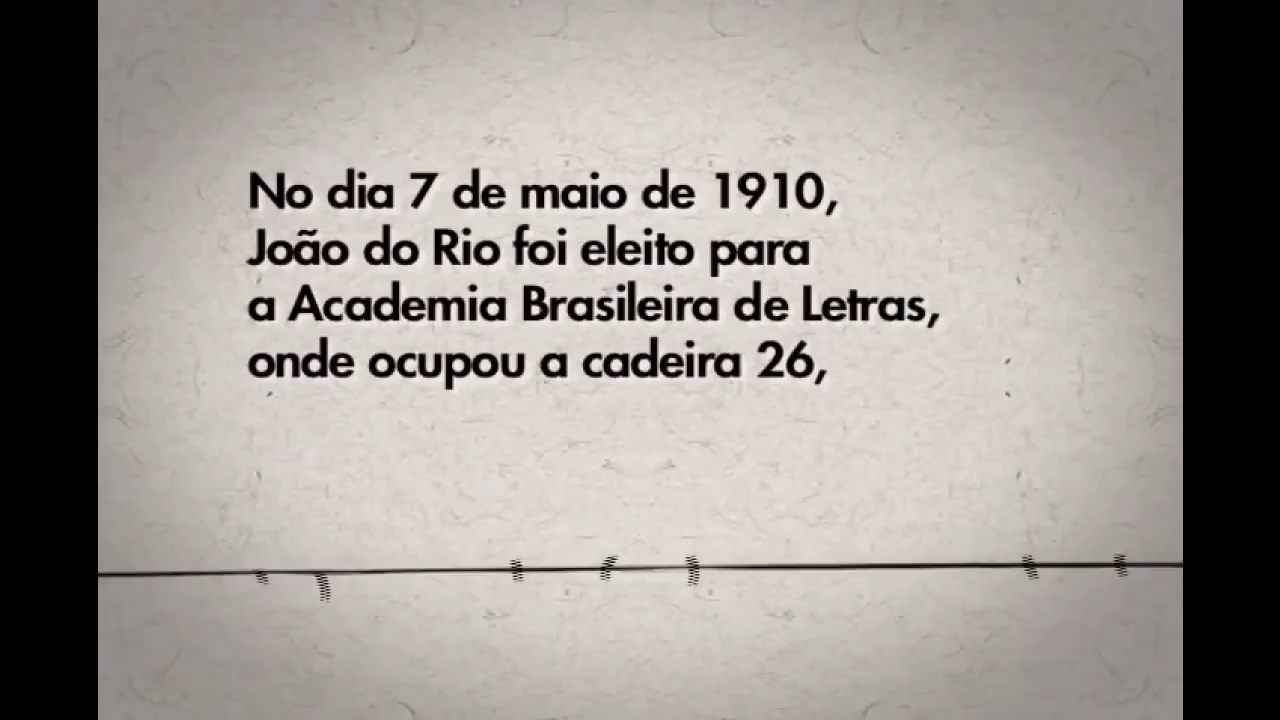 No dia 7 de maio de 1910,
João do Rio foi eleito para
a Academia Brasileira de Letras,
onde ocupou a cadeira 26,